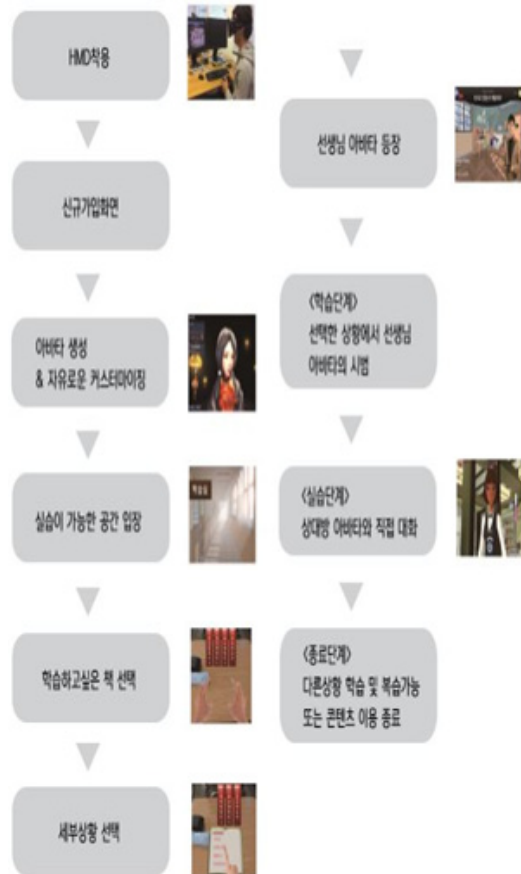 HMD착용
신규가입화면
아바타 생성
& 자유로운 커스터마이징
실습이 가능한 공간 입장
학습하고싶은 책 선택
세부상황 선택
선생님 아바타 등장
<학습단계>
선택한 상황에서 선생님
아바타의 시범
<실습단계>
상대방 아바타와 직접 대화
<종료단계>
다른상황 학습 및 복습가능
또는 콘텐츠 이용 종료